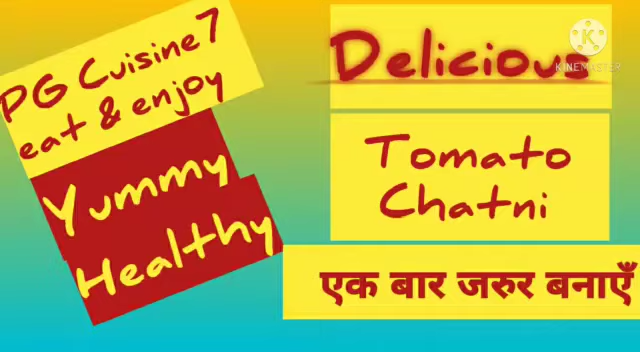 PG Cuisine7
eat & enjoy
Yummy
Healthy
Delicious
KINEMASTER
Tomato
Chatni
एक बार जरुर बनाएँ